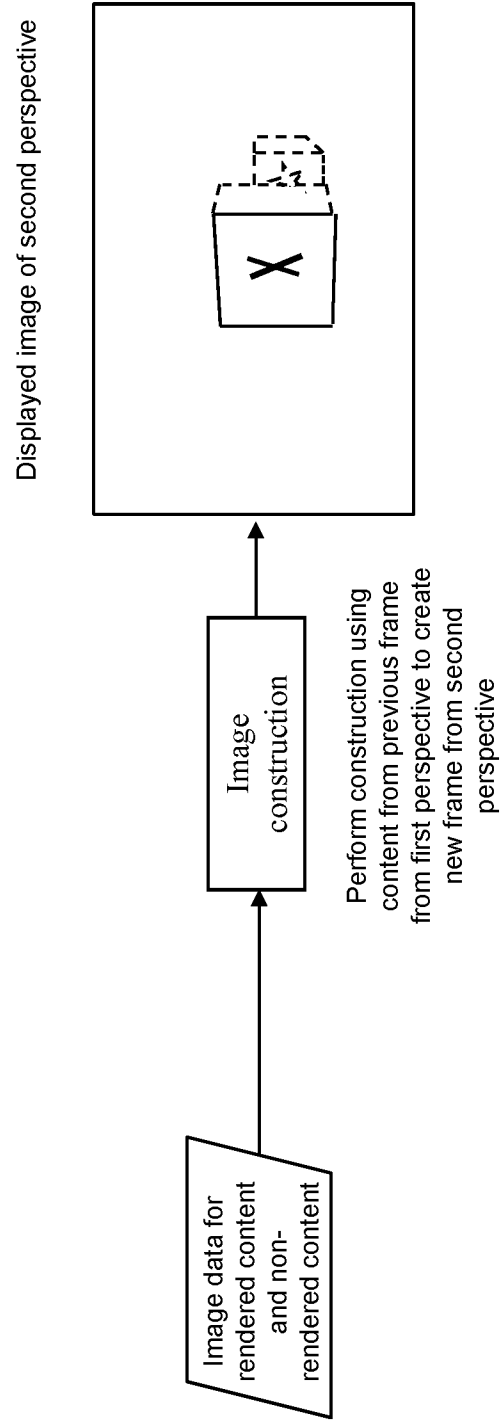 Image data for
rendered content
and non-
rendered content
Image
construction
Perform construction using
content from previous frame
from first perspective to create
new frame from second
perspective
Displayed image of second perspective
X